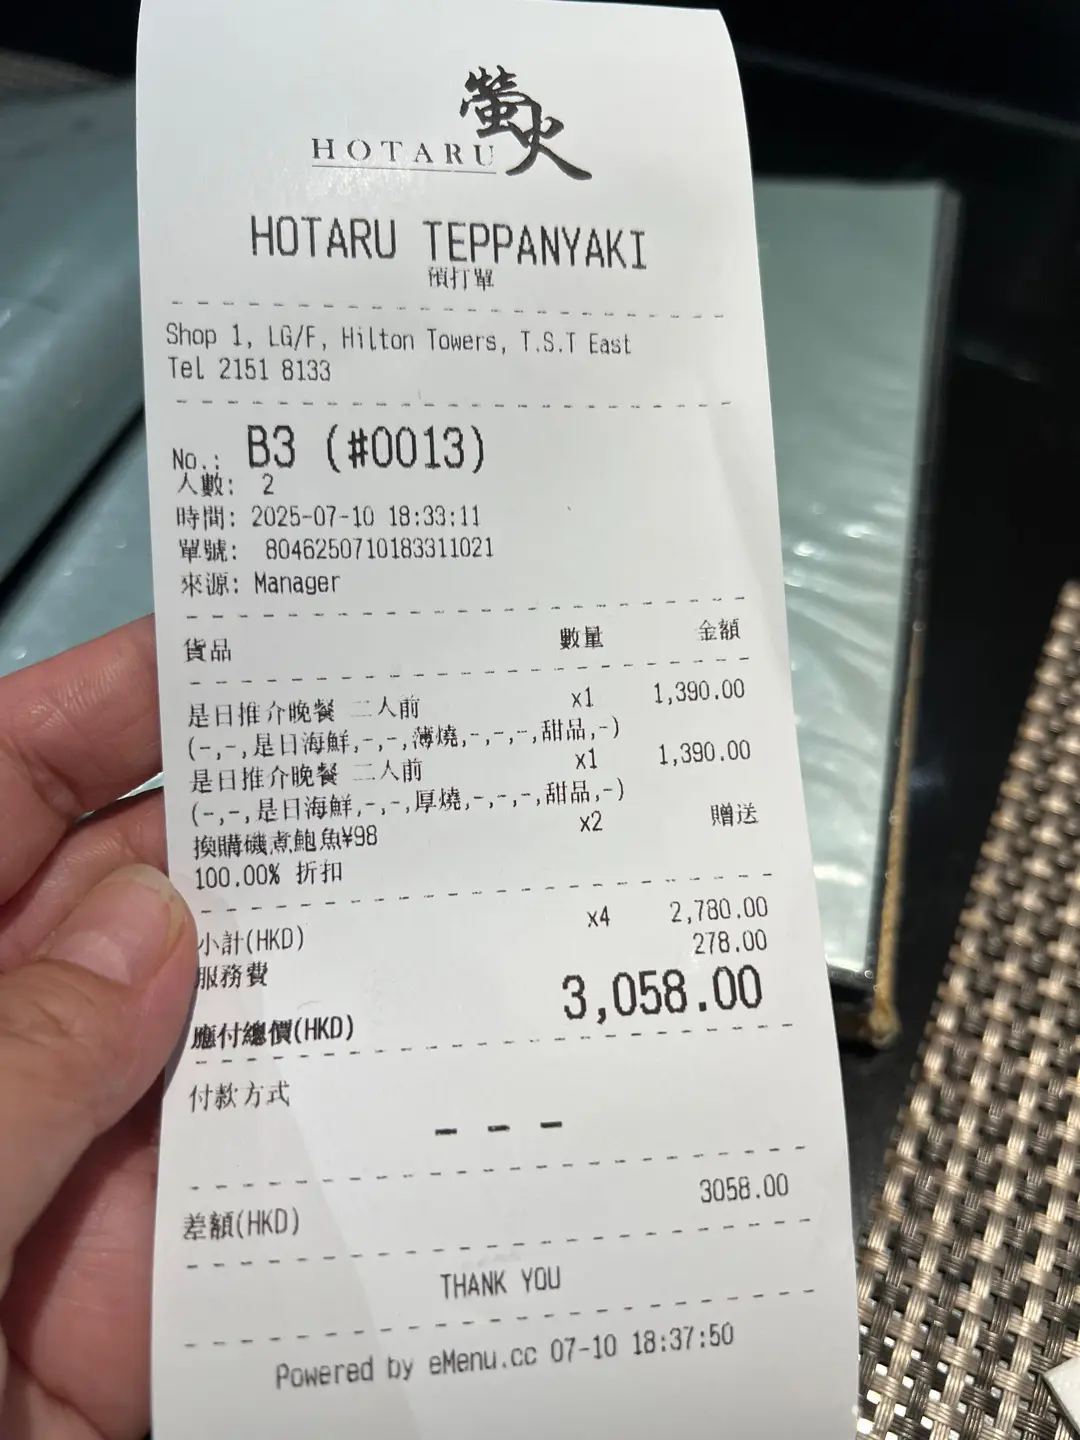 螢火
HOTARU
HOTARU TEPPANYAKI
預打單
Shop 1, LG/F, Hilton Towers, T.S.T East
Tel 2151 8133
No.: B3 (#0013)
人數: 2
時間: 2025-07-10 18:33:11
單號: 8046250710183311021
來源: Manager
貨品 數量 金額
是日推介晚餐 二人前 x1 1,390.00
(-,-,是日海鮮,-,-,薄燒,-,-,-,甜品,-)
是日推介晚餐 二人前 x1 1,390.00
(-,-,是日海鮮,-,-,厚燒,-,-,-,甜品,-)
換購磯煮鮑魚¥98 x2 贈送
100.00% 折扣
小計(HKD) x4 2,780.00
服務費 278.00
應付總價(HKD) 3,058.00
付款方式
- - -
差額(HKD) 3058.00
THANK YOU
Powered by eMenu.cc 07-10 18:37:50